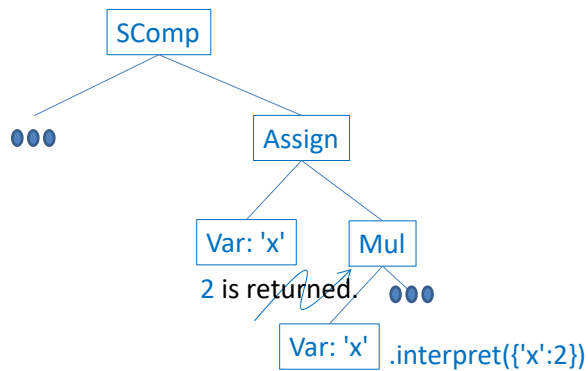 SComp
Assign
Var: 'x'
Mul
2 is returned.
Var: 'x'
.interpret({'x':2})